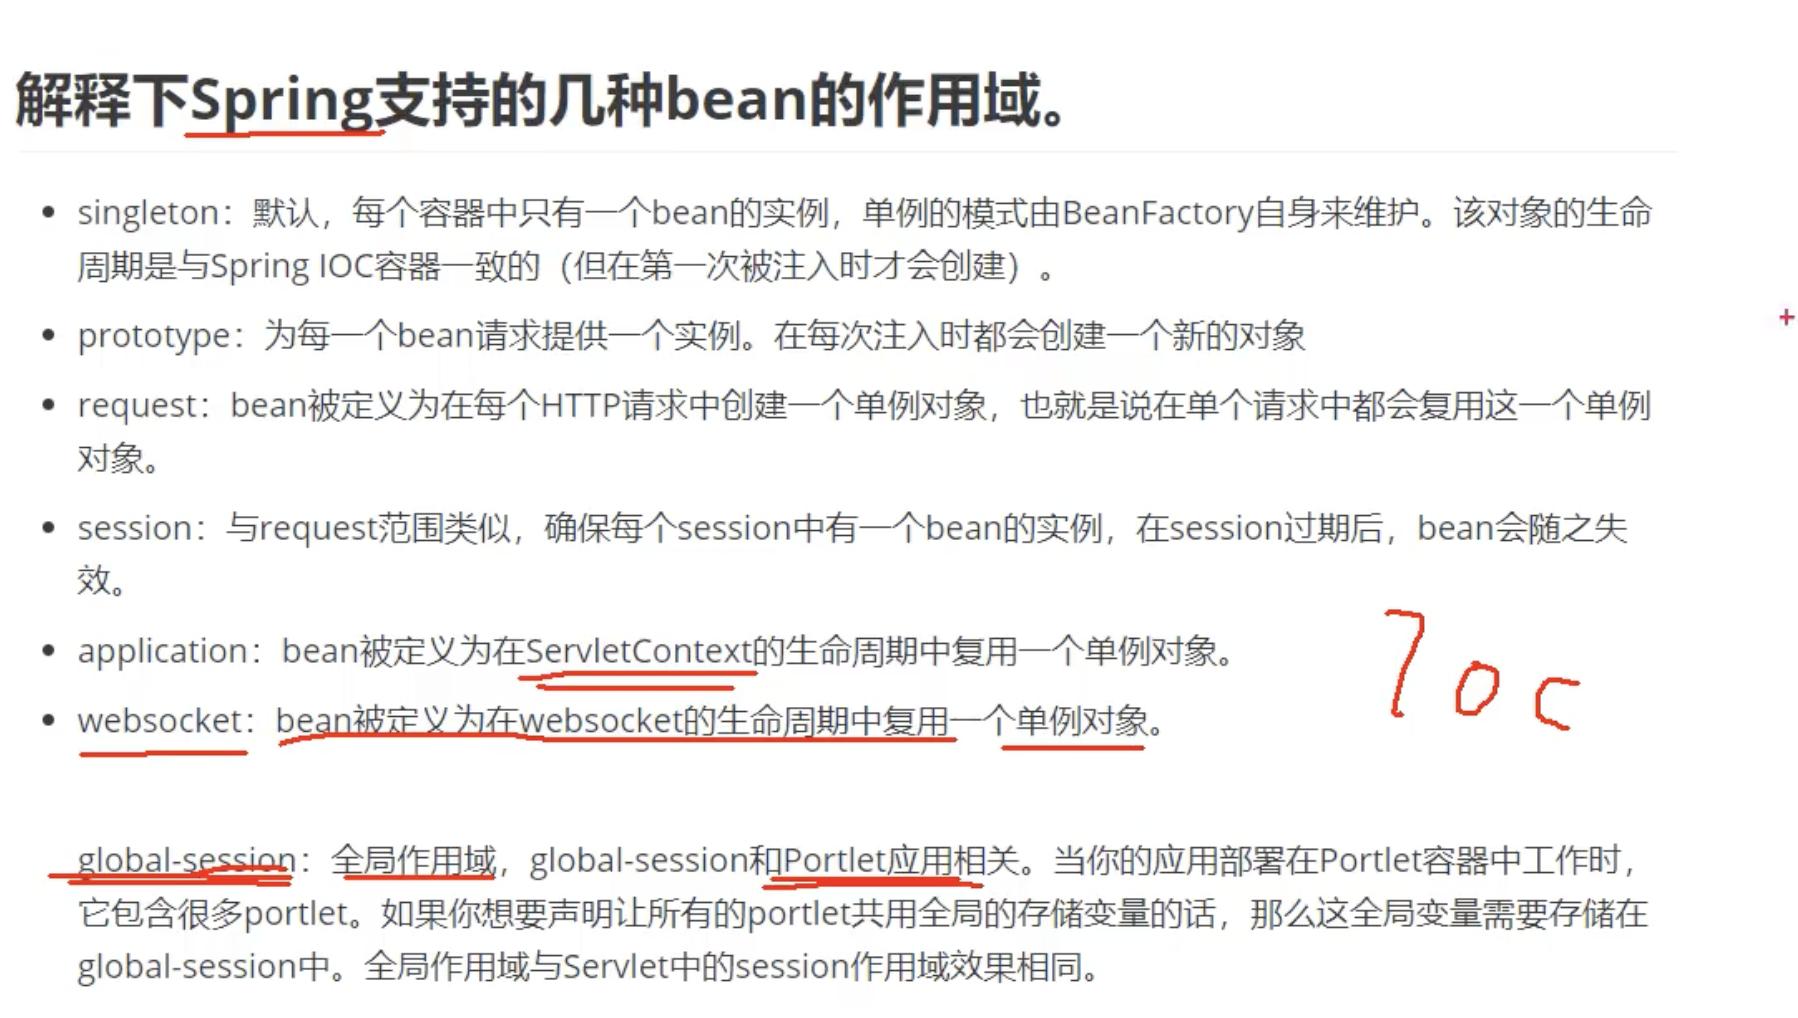 解释下Spring支持的几种bean的作用域。
• singleton：默认，每个容器中只有一个bean的实例，单例的模式由BeanFactory自身来维护。该对象的生命
周期是与Spring IOC容器一致的（但在第一次被注入时才会创建）。
• prototype：为每一个bean请求提供一个实例。在每次注入时都会创建一个新的对象
• request：bean被定义为在每个HTTP请求中创建一个单例对象，也就是说在单个请求中都会复用这一个单例
对象。
• session：与request范围类似，确保每个session中有一个bean的实例，在session过期后，bean会随之失
效。
• application：bean被定义为在ServletContext的生命周期中复用一个单例对象。
• websocket：bean被定义为在websocket的生命周期中复用一个单例对象。
Ioc
global-session：全局作用域，global-session和Portlet应用相关。当你的应用部署在Portlet容器中工作时，
它包含很多portlet。如果你想要声明让所有的portlet共用全局的存储变量的话，那么这全局变量需要存储在
global-session中。全局作用域与Servlet中的session作用域效果相同。